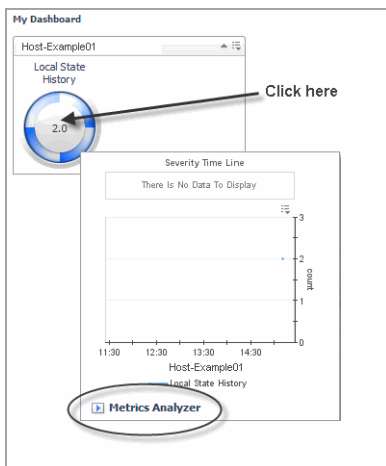 My Dashboard
Host-Example01
Local State
History
2.0
Click here
Severity Time Line
There Is No Data To Display
3
2
1
0
count
11:30 12:30 13:30 14:30
Host-Example01
Local State History
Metrics Analyzer